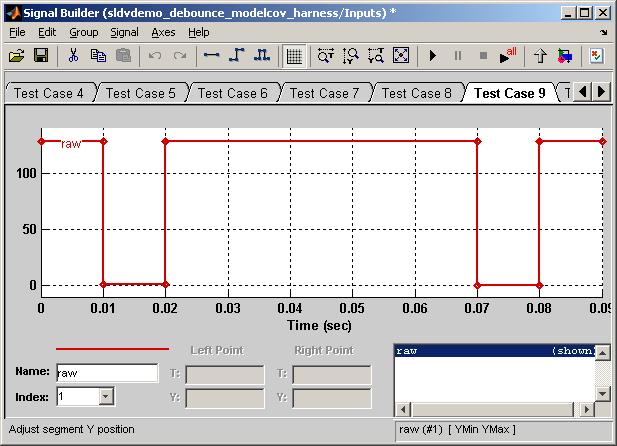 Signal Builder (sldvdemo_debounce_modelcov_harness/Inputs) *
File Edit Group Signal Axes Help
all
Test Case 4 Test Case 5 Test Case 6 Test Case 7 Test Case 8 Test Case 9 T
raw
100
50
0
0 0.01 0.02 0.03 0.04 0.05 0.06 0.07 0.08 0.09
Time (sec)
Left Point Right Point
Name: raw T: T:
Index: 1 Y: Y:
raw (shown)
Adjust segment Y position
raw (#1) [ YMin YMax ]